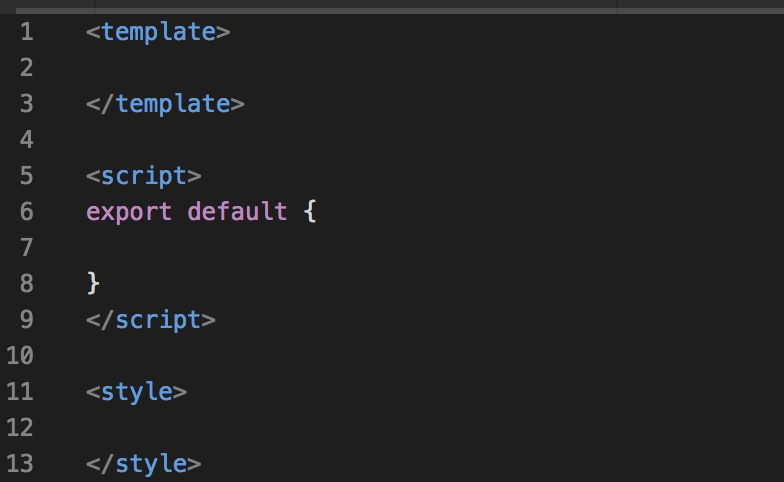 1 <template>
2
3 </template>
4
5 <script>
6 export default {
7
8 }
9 </script>
10
11 <style>
12
13 </style>